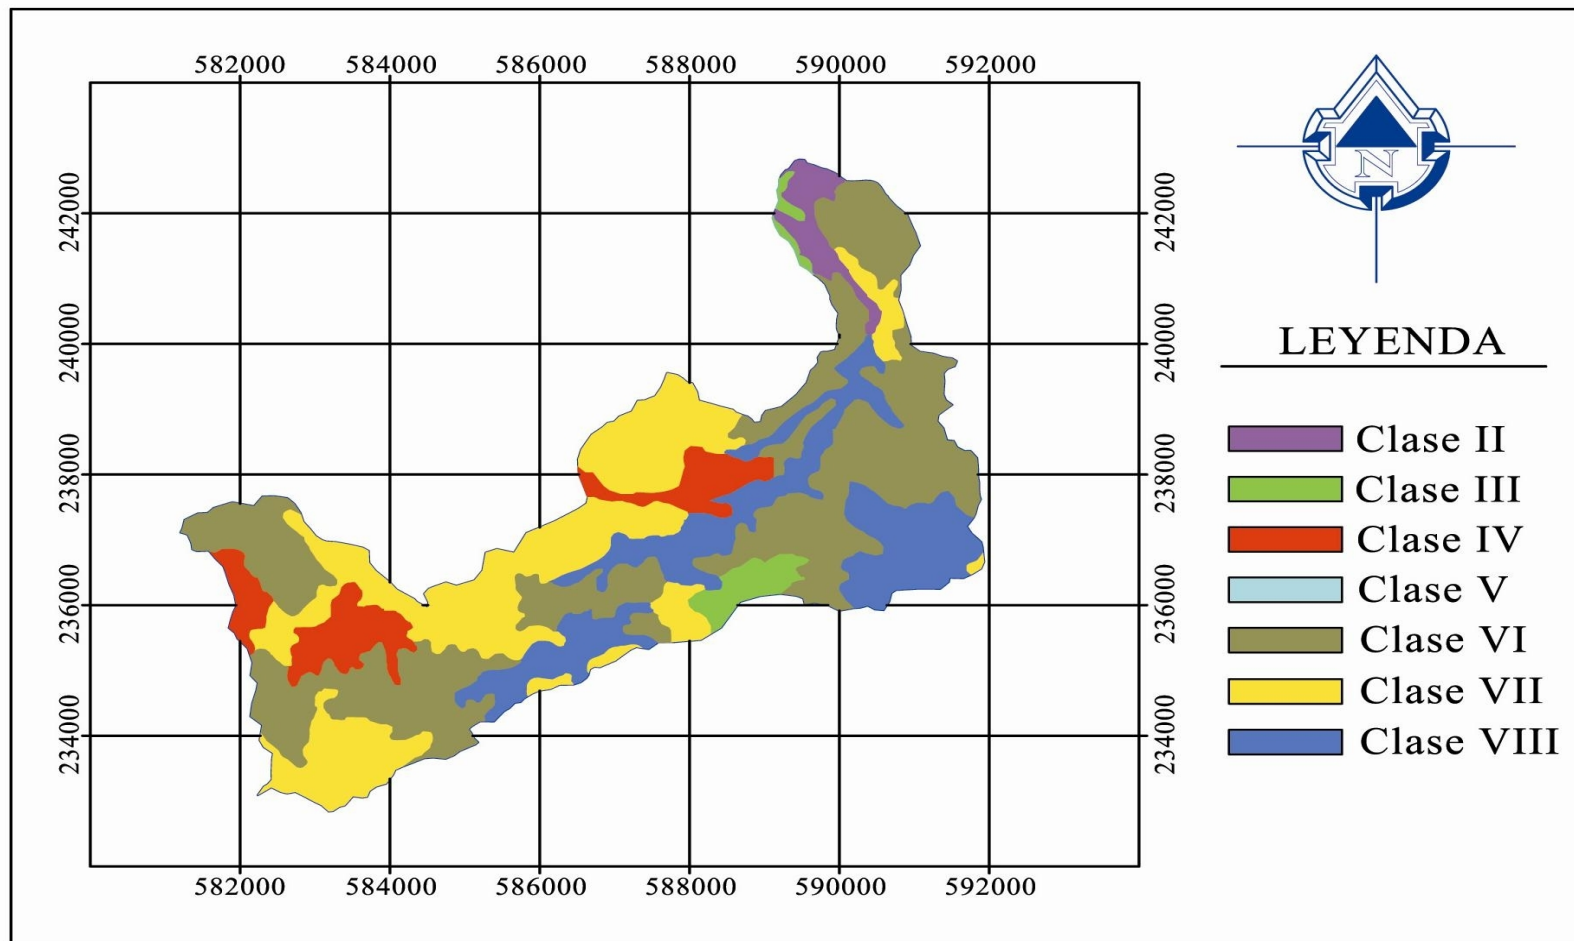 582000 584000 586000 588000 590000 592000
N
242000 242000
240000 240000
238000 238000
236000 236000
234000 234000
582000 584000 586000 588000 590000 592000
LEYENDA
Clase II
Clase III
Clase IV
Clase V
Clase VI
Clase VII
Clase VIII